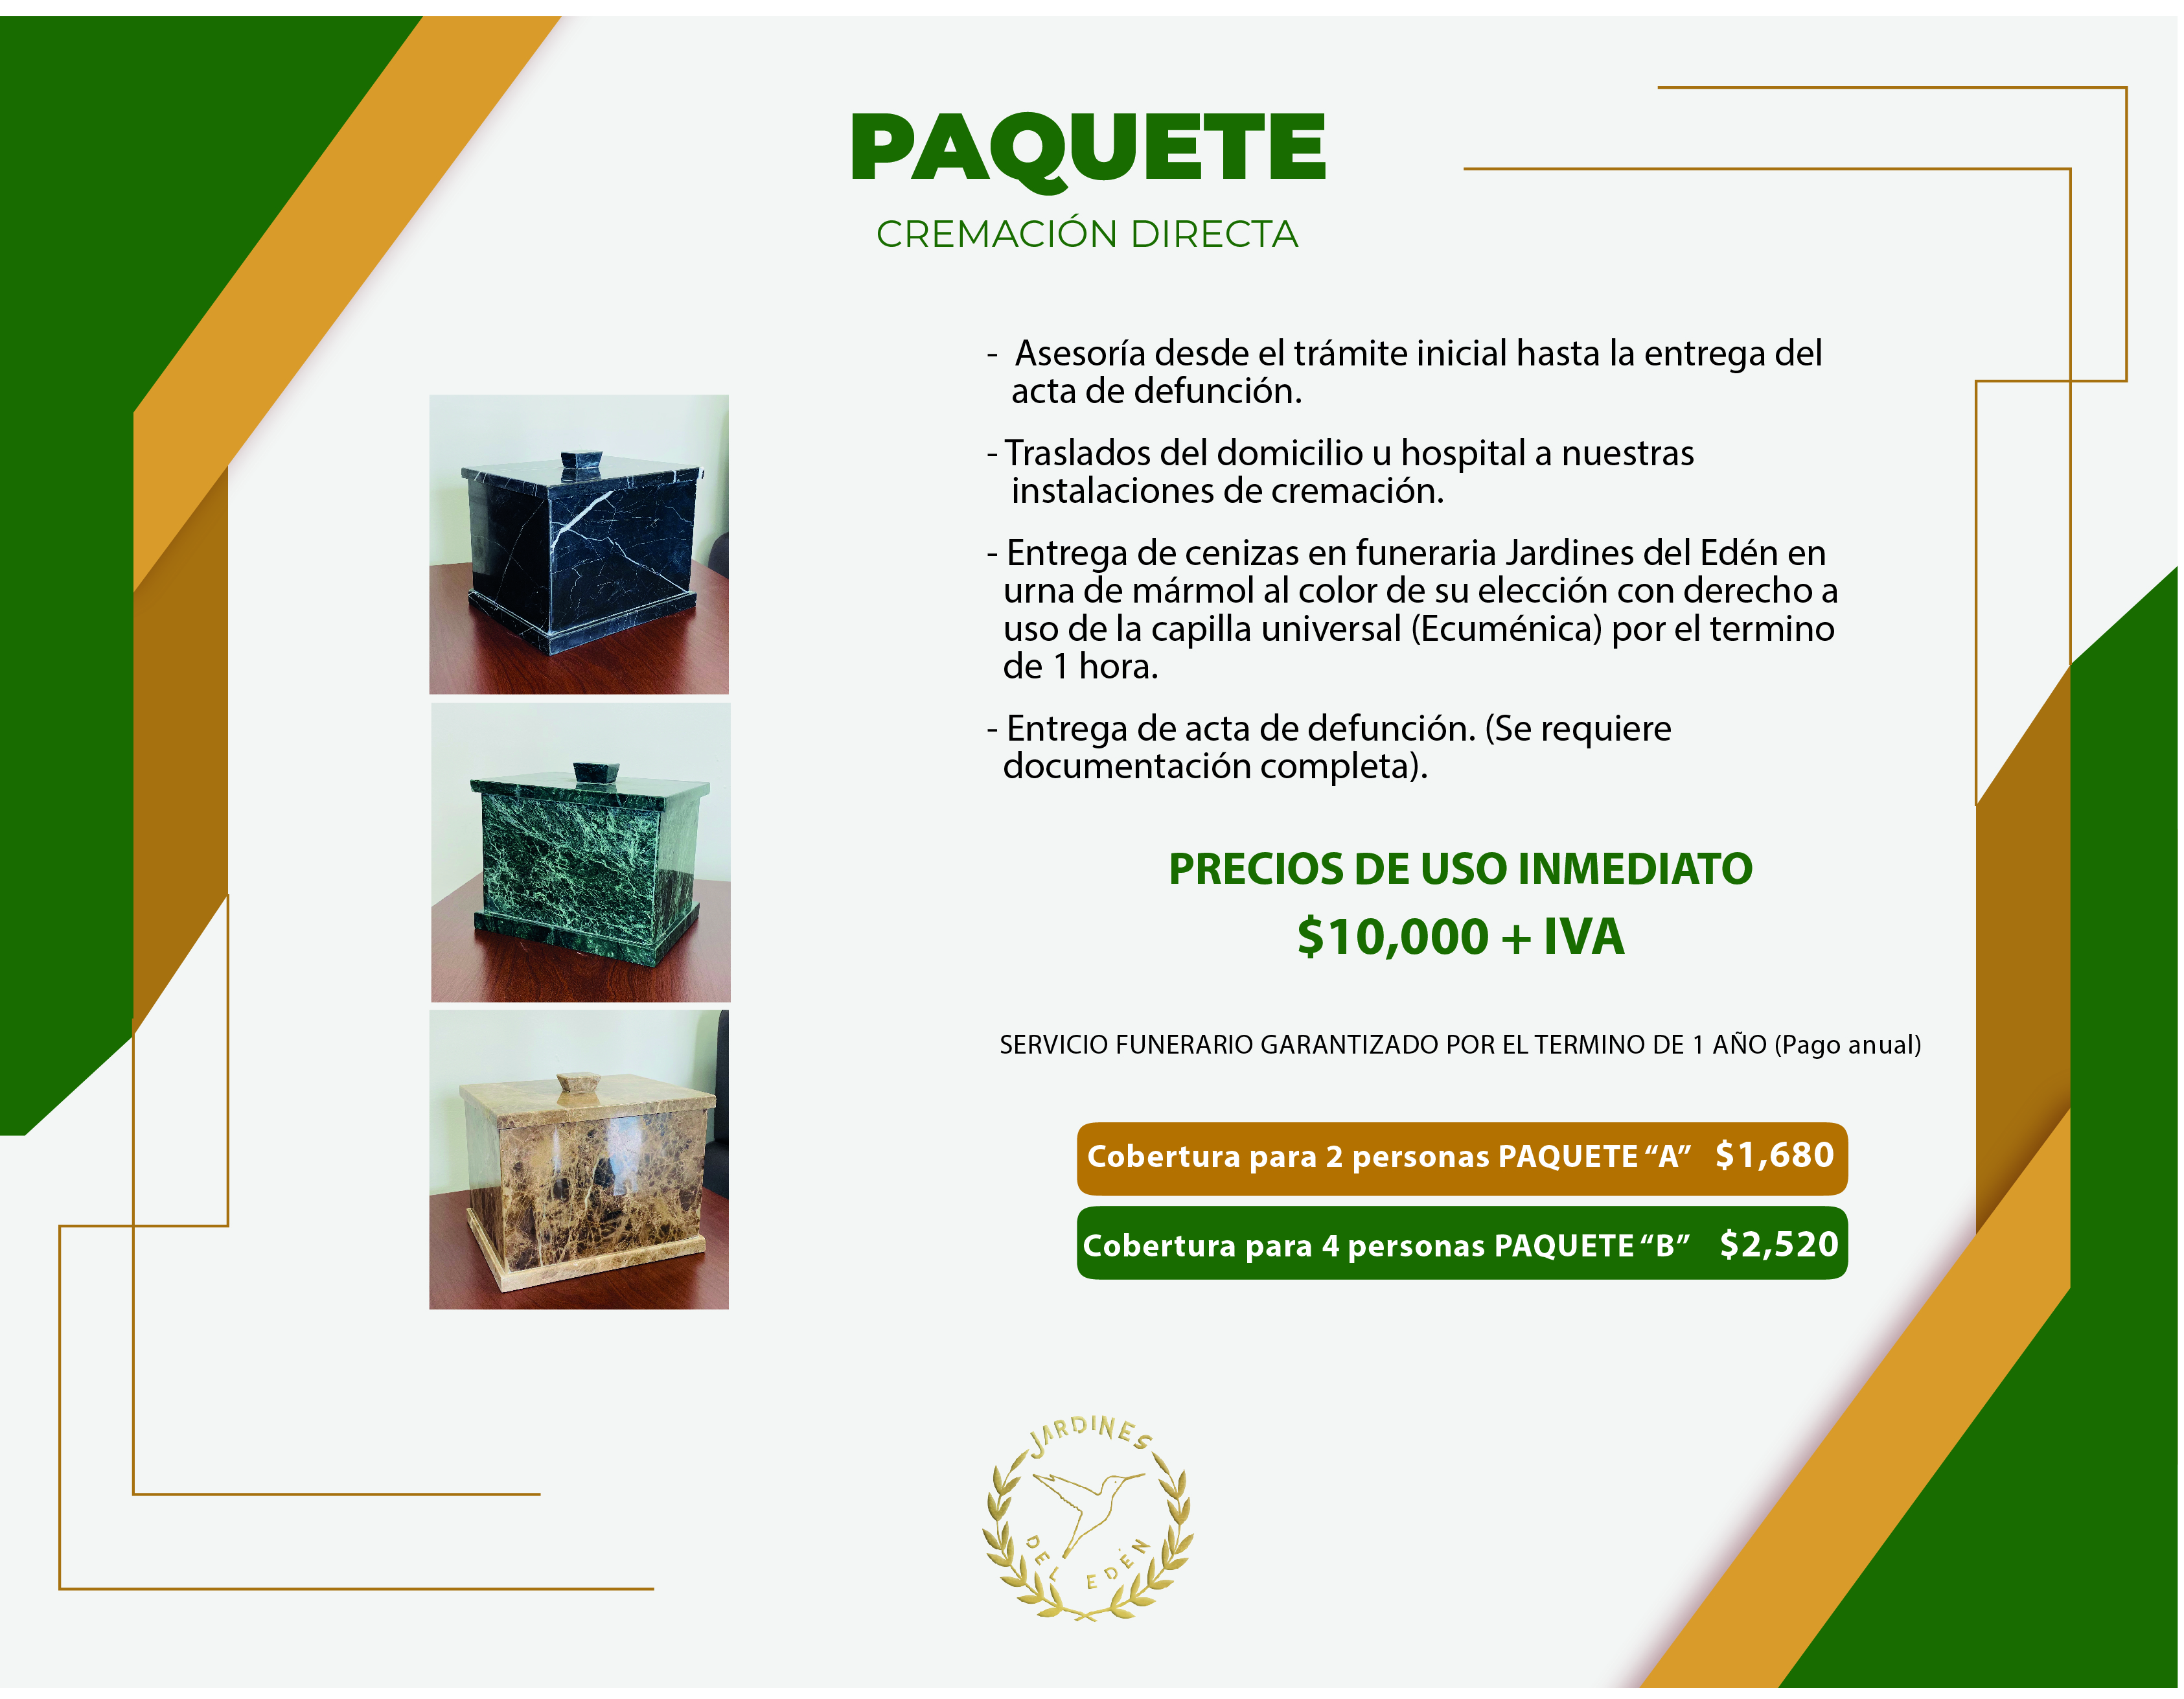 PAQUETE
CREMACIÓN DIRECTA
- Asesoría desde el trámite inicial hasta la entrega del
acta de defunción.
- Traslados del domicilio u hospital a nuestras
instalaciones de cremación.
- Entrega de cenizas en funeraria Jardines del Edén en
urna de mármol al color de su elección con derecho a
uso de la capilla universal (Ecuménica) por el termino
de 1 hora.
- Entrega de acta de defunción. (Se requiere
documentación completa).
PRECIOS DE USO INMEDIATO
$10,000 + IVA
SERVICIO FUNERARIO GARANTIZADO POR EL TERMINO DE 1 AÑO (Pago anual)
Cobertura para 2 personas PAQUETE “A” $1,680
Cobertura para 4 personas PAQUETE “B” $2,520
JARDINES
DEL EDÉN